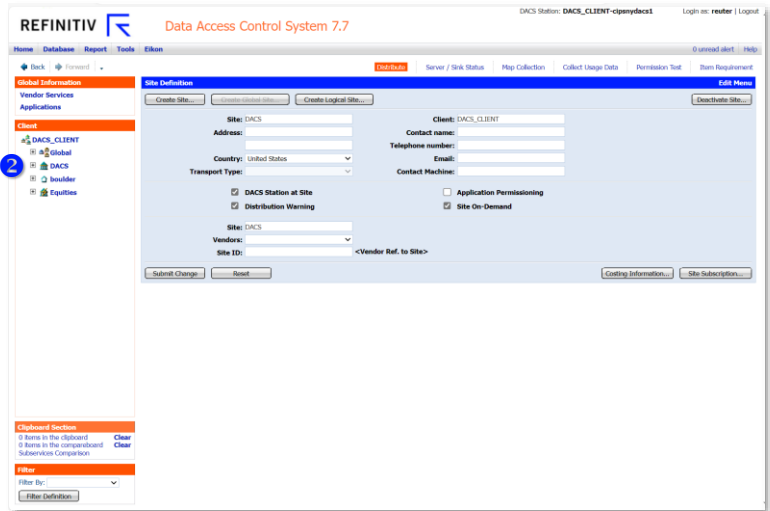 DACS Station: DACS_CLIENT-cipsnydacs1 Login as: reuter | Logout
REFINITIV Data Access Control System 7.7
Home Database Report Tools Eikon 0 unread alert Help
Back Forward Distribute Server / Sink Status Map Collection Collect Usage Data Permission Test Item Requirement
Global Information
Vendor Services
Applications
Client
DACS_CLIENT
Global
2
DACS
boulder
Equities
Site Definition Edit Menu
Create Site... Create Global Site... Create Logical Site... Deactivate Site...
Site: DACS Client: DACS_CLIENT
Address: Contact name:
Telephone number:
Country: United States Email:
Transport Type: Contact Machine:
DACS Station at Site Application Permissioning
Distribution Warning Site On-Demand
Site: DACS
Vendors:
Site ID: <Vendor Ref. to Site>
Submit Change Reset Costing Information... Site Subscription...
Clipboard Section
0 items in the clipboard Clear
0 items in the comparaboard Clear
Subservices Comparison
Filter
Filter By:
Filter Definition